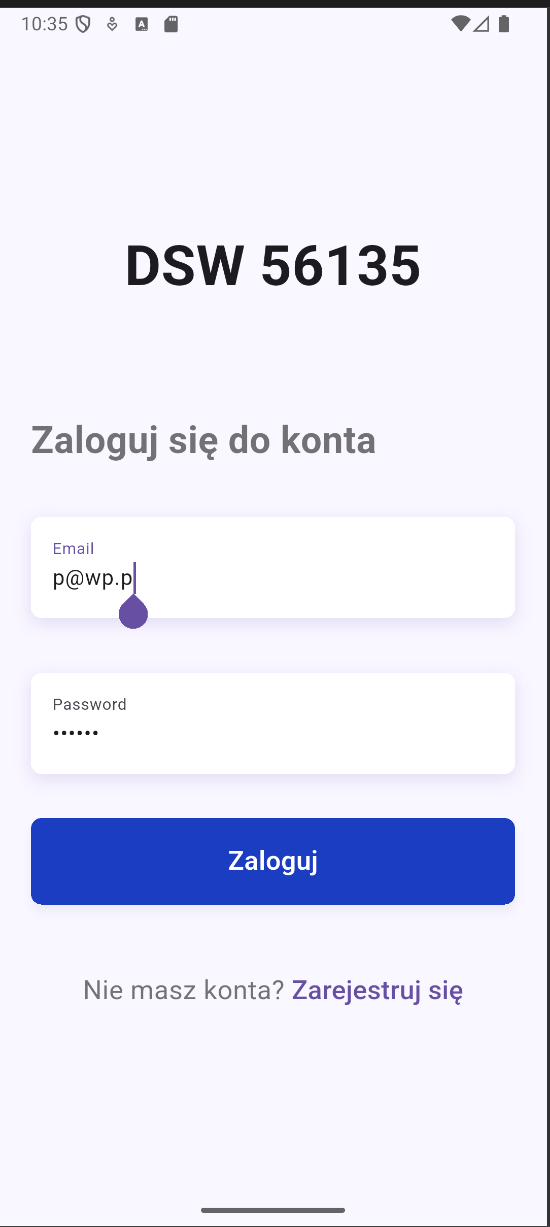 10:35
DSW 56135
Zaloguj się do konta
Email
p@wp.p
Password
••••••
Zaloguj
Nie masz konta? Zarejestruj się